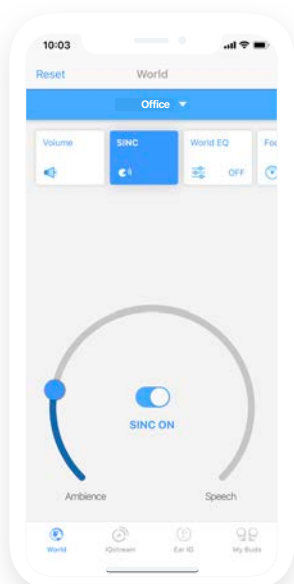 10:03
Reset World
Office
Volume SINC World EQ Foc
OFF
SINC ON
Ambience Speech
World IQstream Ear ID My Buds